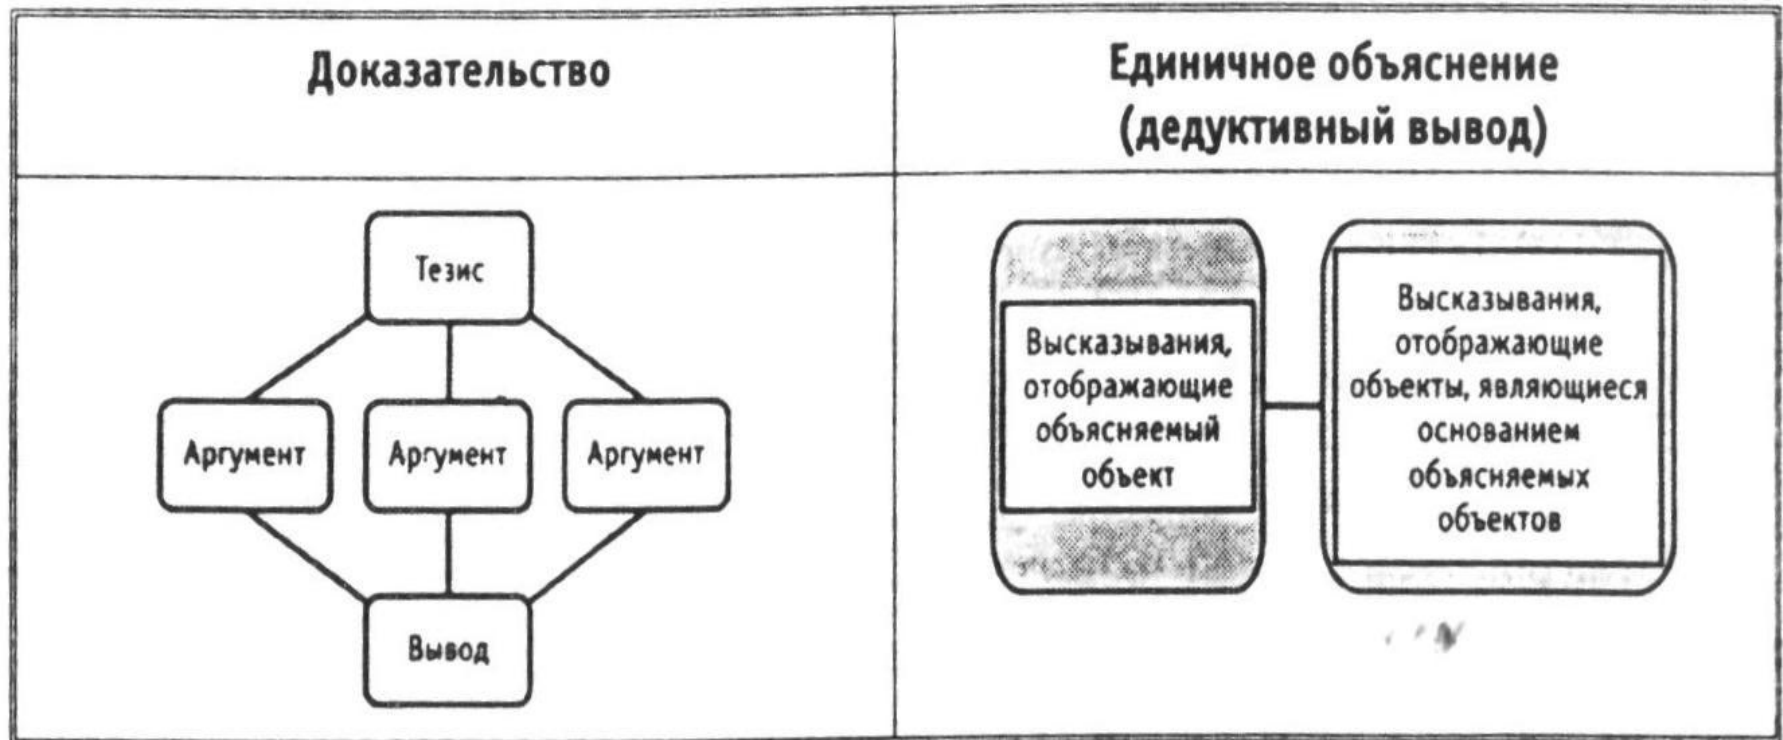 Доказательство
Единичное объяснение
(дедуктивный вывод)
Тезис
Аргумент
Аргумент
Аргумент
Вывод
Высказывания,
отображающие
объясняемый
объект
Высказывания,
отображающие
объекты, являющиеся
основанием
объясняемых
объектов